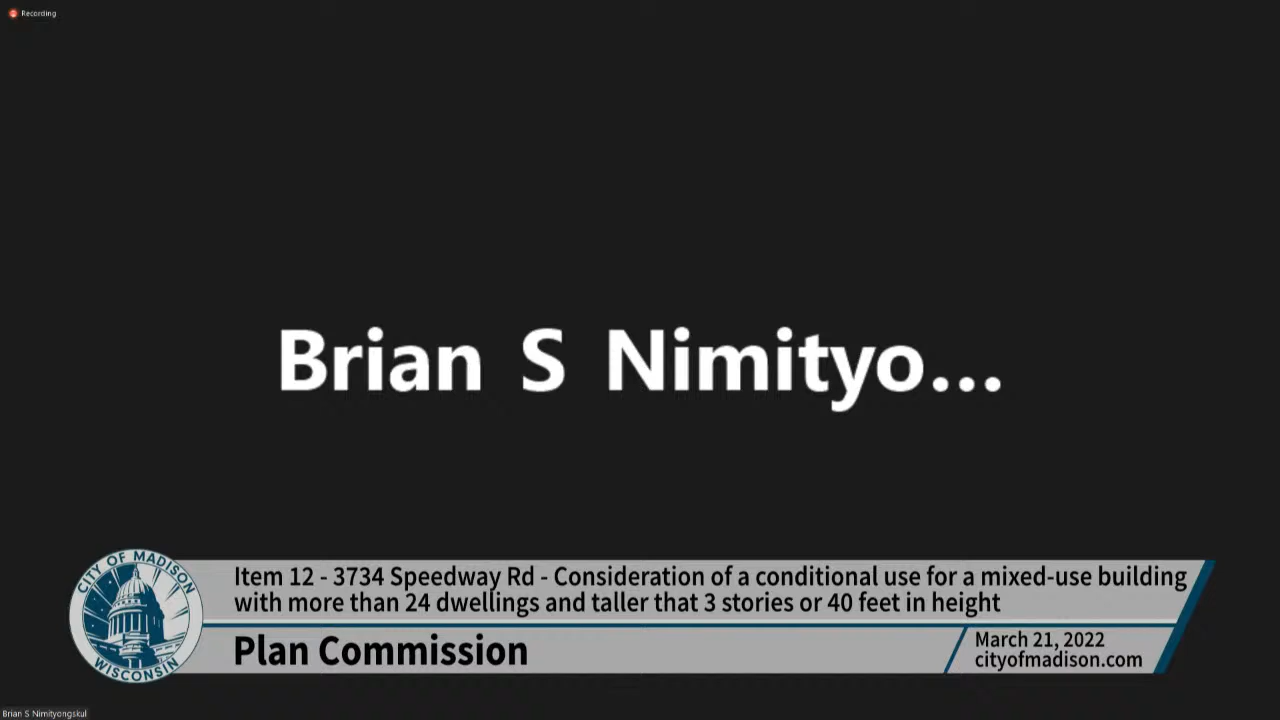 Recording
Brian S Nimityo...
Item 12 - 3734 Speedway Rd - Consideration of a conditional use for a mixed-use building
with more than 24 dwellings and taller that 3 stories or 40 feet in height
Plan Commission
March 21, 2022
cityofmadison.com
CITY OF MADISON
WISCONSIN
Brian S Nimityongskul